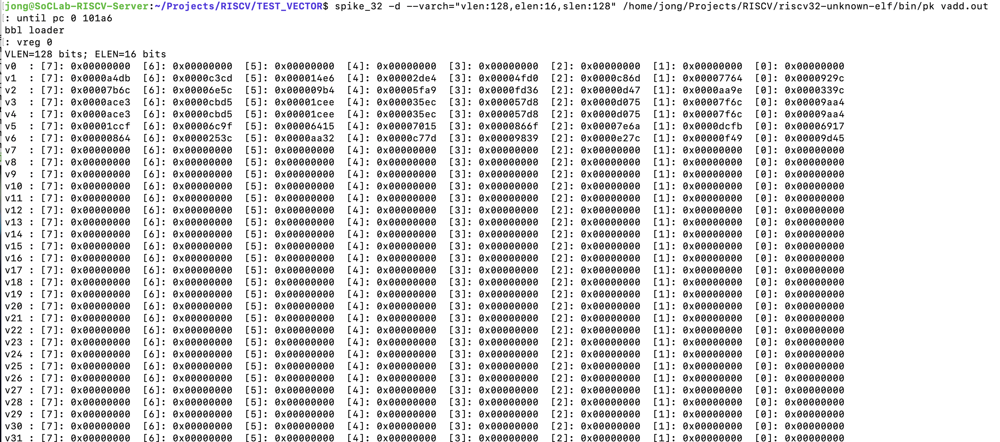 jong@SoCLab-RISCV-Server:~/Projects/RISCV/TEST_VECTOR$ spike_32 -d --varch="vlen:128,elen:16,slen:128" /home/jong/Projects/RISCV/riscv32-unknown-elf/bin/pk vadd.out
: until pc 0 101a6
bbl loader
: vreg 0
VLEN=128 bits; ELEN=16 bits
v0  : [7]: 0x00000000  [6]: 0x00000000  [5]: 0x00000000  [4]: 0x00000000  [3]: 0x00000000  [2]: 0x00000000  [1]: 0x00000000  [0]: 0x00000000
v1  : [7]: 0x0000a4db  [6]: 0x0000c3cd  [5]: 0x000014e6  [4]: 0x00002de4  [3]: 0x00004fd0  [2]: 0x0000c86d  [1]: 0x00007764  [0]: 0x0000929c
v2  : [7]: 0x00007b6c  [6]: 0x00006e5c  [5]: 0x000009b4  [4]: 0x00005fa9  [3]: 0x0000fd36  [2]: 0x00000d47  [1]: 0x0000aa9e  [0]: 0x0000339c
v3  : [7]: 0x0000ace3  [6]: 0x0000cbd5  [5]: 0x00001cee  [4]: 0x000035ec  [3]: 0x000057d8  [2]: 0x0000d075  [1]: 0x00007f6c  [0]: 0x00009aa4
v4  : [7]: 0x0000ace3  [6]: 0x0000cbd5  [5]: 0x00001cee  [4]: 0x000035ec  [3]: 0x000057d8  [2]: 0x0000d075  [1]: 0x00007f6c  [0]: 0x00009aa4
v5  : [7]: 0x00001ccf  [6]: 0x00006c9f  [5]: 0x00006415  [4]: 0x00007015  [3]: 0x0000866f  [2]: 0x00007e6a  [1]: 0x0000dcfb  [0]: 0x00006917
v6  : [7]: 0x00000864  [6]: 0x0000253c  [5]: 0x0000aa32  [4]: 0x0000c77d  [3]: 0x00009839  [2]: 0x0000e27c  [1]: 0x00000f49  [0]: 0x00009d45
v7  : [7]: 0x00000000  [6]: 0x00000000  [5]: 0x00000000  [4]: 0x00000000  [3]: 0x00000000  [2]: 0x00000000  [1]: 0x00000000  [0]: 0x00000000
v8  : [7]: 0x00000000  [6]: 0x00000000  [5]: 0x00000000  [4]: 0x00000000  [3]: 0x00000000  [2]: 0x00000000  [1]: 0x00000000  [0]: 0x00000000
v9  : [7]: 0x00000000  [6]: 0x00000000  [5]: 0x00000000  [4]: 0x00000000  [3]: 0x00000000  [2]: 0x00000000  [1]: 0x00000000  [0]: 0x00000000
v10 : [7]: 0x00000000  [6]: 0x00000000  [5]: 0x00000000  [4]: 0x00000000  [3]: 0x00000000  [2]: 0x00000000  [1]: 0x00000000  [0]: 0x00000000
v11 : [7]: 0x00000000  [6]: 0x00000000  [5]: 0x00000000  [4]: 0x00000000  [3]: 0x00000000  [2]: 0x00000000  [1]: 0x00000000  [0]: 0x00000000
v12 : [7]: 0x00000000  [6]: 0x00000000  [5]: 0x00000000  [4]: 0x00000000  [3]: 0x00000000  [2]: 0x00000000  [1]: 0x00000000  [0]: 0x00000000
v13 : [7]: 0x00000000  [6]: 0x00000000  [5]: 0x00000000  [4]: 0x00000000  [3]: 0x00000000  [2]: 0x00000000  [1]: 0x00000000  [0]: 0x00000000
v14 : [7]: 0x00000000  [6]: 0x00000000  [5]: 0x00000000  [4]: 0x00000000  [3]: 0x00000000  [2]: 0x00000000  [1]: 0x00000000  [0]: 0x00000000
v15 : [7]: 0x00000000  [6]: 0x00000000  [5]: 0x00000000  [4]: 0x00000000  [3]: 0x00000000  [2]: 0x00000000  [1]: 0x00000000  [0]: 0x00000000
v16 : [7]: 0x00000000  [6]: 0x00000000  [5]: 0x00000000  [4]: 0x00000000  [3]: 0x00000000  [2]: 0x00000000  [1]: 0x00000000  [0]: 0x00000000
v17 : [7]: 0x00000000  [6]: 0x00000000  [5]: 0x00000000  [4]: 0x00000000  [3]: 0x00000000  [2]: 0x00000000  [1]: 0x00000000  [0]: 0x00000000
v18 : [7]: 0x00000000  [6]: 0x00000000  [5]: 0x00000000  [4]: 0x00000000  [3]: 0x00000000  [2]: 0x00000000  [1]: 0x00000000  [0]: 0x00000000
v19 : [7]: 0x00000000  [6]: 0x00000000  [5]: 0x00000000  [4]: 0x00000000  [3]: 0x00000000  [2]: 0x00000000  [1]: 0x00000000  [0]: 0x00000000
v20 : [7]: 0x00000000  [6]: 0x00000000  [5]: 0x00000000  [4]: 0x00000000  [3]: 0x00000000  [2]: 0x00000000  [1]: 0x00000000  [0]: 0x00000000
v21 : [7]: 0x00000000  [6]: 0x00000000  [5]: 0x00000000  [4]: 0x00000000  [3]: 0x00000000  [2]: 0x00000000  [1]: 0x00000000  [0]: 0x00000000
v22 : [7]: 0x00000000  [6]: 0x00000000  [5]: 0x00000000  [4]: 0x00000000  [3]: 0x00000000  [2]: 0x00000000  [1]: 0x00000000  [0]: 0x00000000
v23 : [7]: 0x00000000  [6]: 0x00000000  [5]: 0x00000000  [4]: 0x00000000  [3]: 0x00000000  [2]: 0x00000000  [1]: 0x00000000  [0]: 0x00000000
v24 : [7]: 0x00000000  [6]: 0x00000000  [5]: 0x00000000  [4]: 0x00000000  [3]: 0x00000000  [2]: 0x00000000  [1]: 0x00000000  [0]: 0x00000000
v25 : [7]: 0x00000000  [6]: 0x00000000  [5]: 0x00000000  [4]: 0x00000000  [3]: 0x00000000  [2]: 0x00000000  [1]: 0x00000000  [0]: 0x00000000
v26 : [7]: 0x00000000  [6]: 0x00000000  [5]: 0x00000000  [4]: 0x00000000  [3]: 0x00000000  [2]: 0x00000000  [1]: 0x00000000  [0]: 0x00000000
v27 : [7]: 0x00000000  [6]: 0x00000000  [5]: 0x00000000  [4]: 0x00000000  [3]: 0x00000000  [2]: 0x00000000  [1]: 0x00000000  [0]: 0x00000000
v28 : [7]: 0x00000000  [6]: 0x00000000  [5]: 0x00000000  [4]: 0x00000000  [3]: 0x00000000  [2]: 0x00000000  [1]: 0x00000000  [0]: 0x00000000
v29 : [7]: 0x00000000  [6]: 0x00000000  [5]: 0x00000000  [4]: 0x00000000  [3]: 0x00000000  [2]: 0x00000000  [1]: 0x00000000  [0]: 0x00000000
v30 : [7]: 0x00000000  [6]: 0x00000000  [5]: 0x00000000  [4]: 0x00000000  [3]: 0x00000000  [2]: 0x00000000  [1]: 0x00000000  [0]: 0x00000000
v31 : [7]: 0x00000000  [6]: 0x00000000  [5]: 0x00000000  [4]: 0x00000000  [3]: 0x00000000  [2]: 0x00000000  [1]: 0x00000000  [0]: 0x00000000